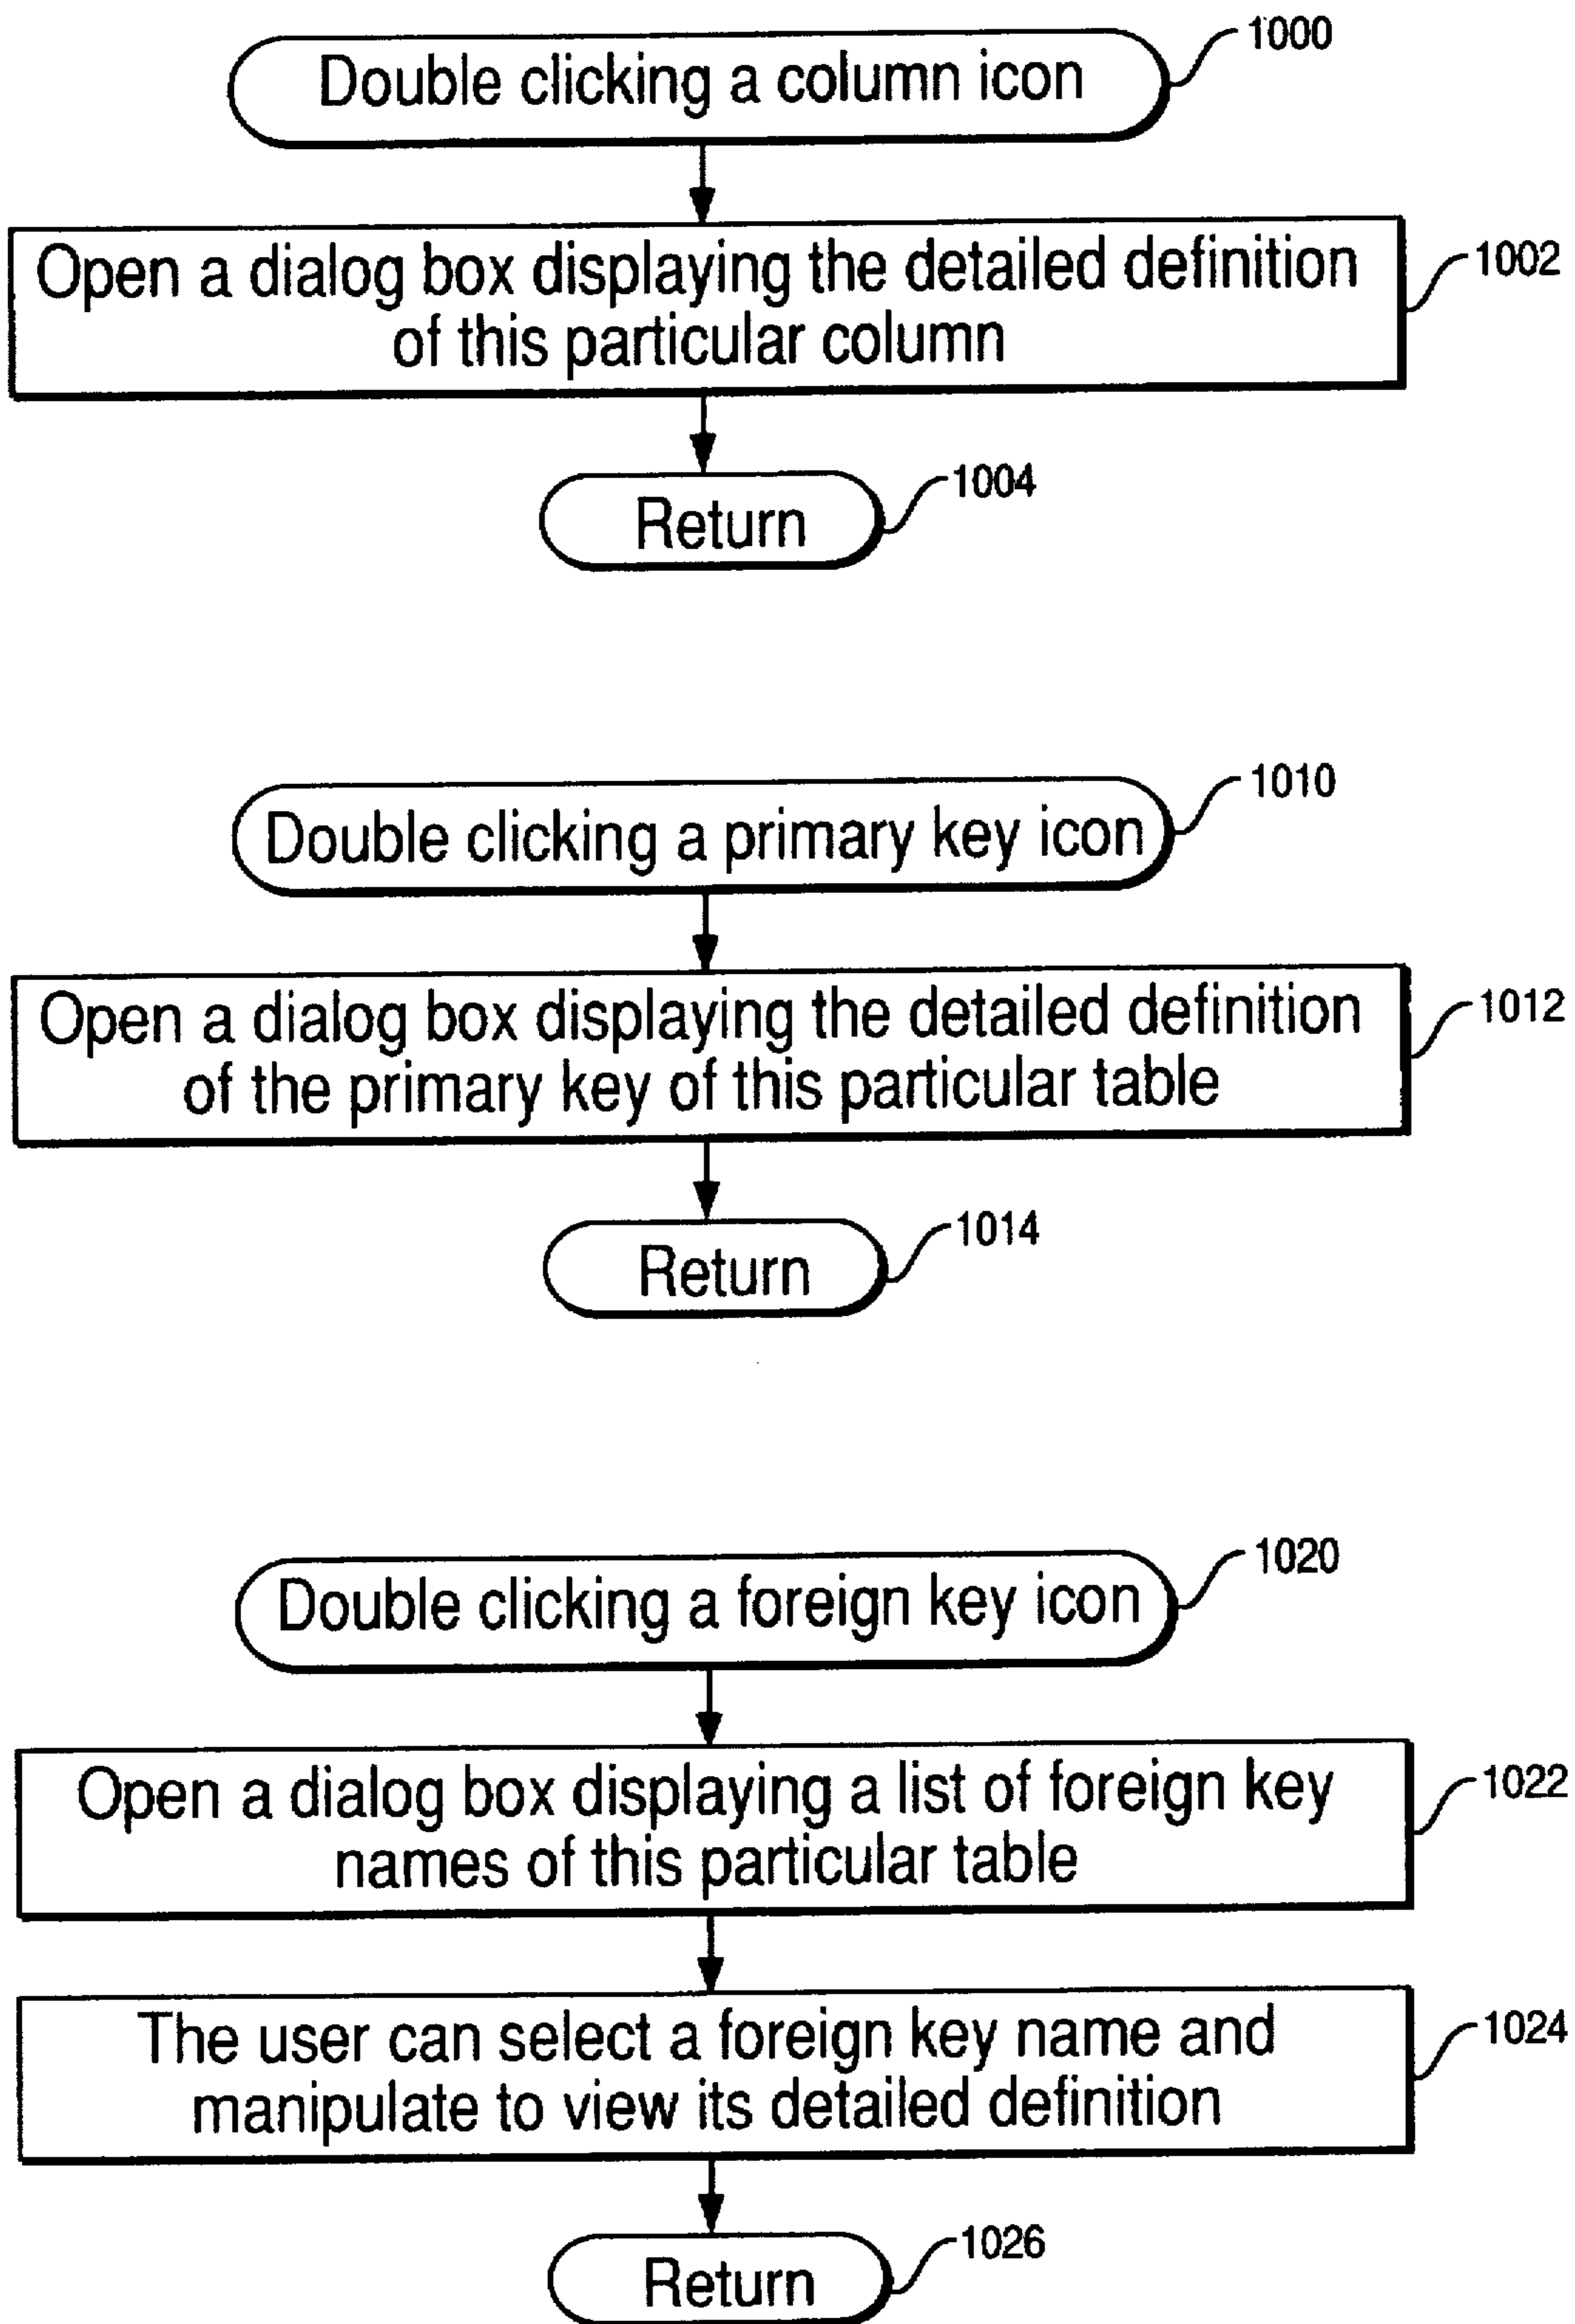 1000
Double clicking a column icon
Open a dialog box displaying the detailed definition
of this particular column
1002
Return
1004
1010
Double clicking a primary key icon
Open a dialog box displaying the detailed definition
of the primary key of this particular table
1012
Return
1014
1020
Double clicking a foreign key icon
Open a dialog box displaying a list of foreign key
names of this particular table
1022
The user can select a foreign key name and
manipulate to view its detailed definition
1024
Return
1026